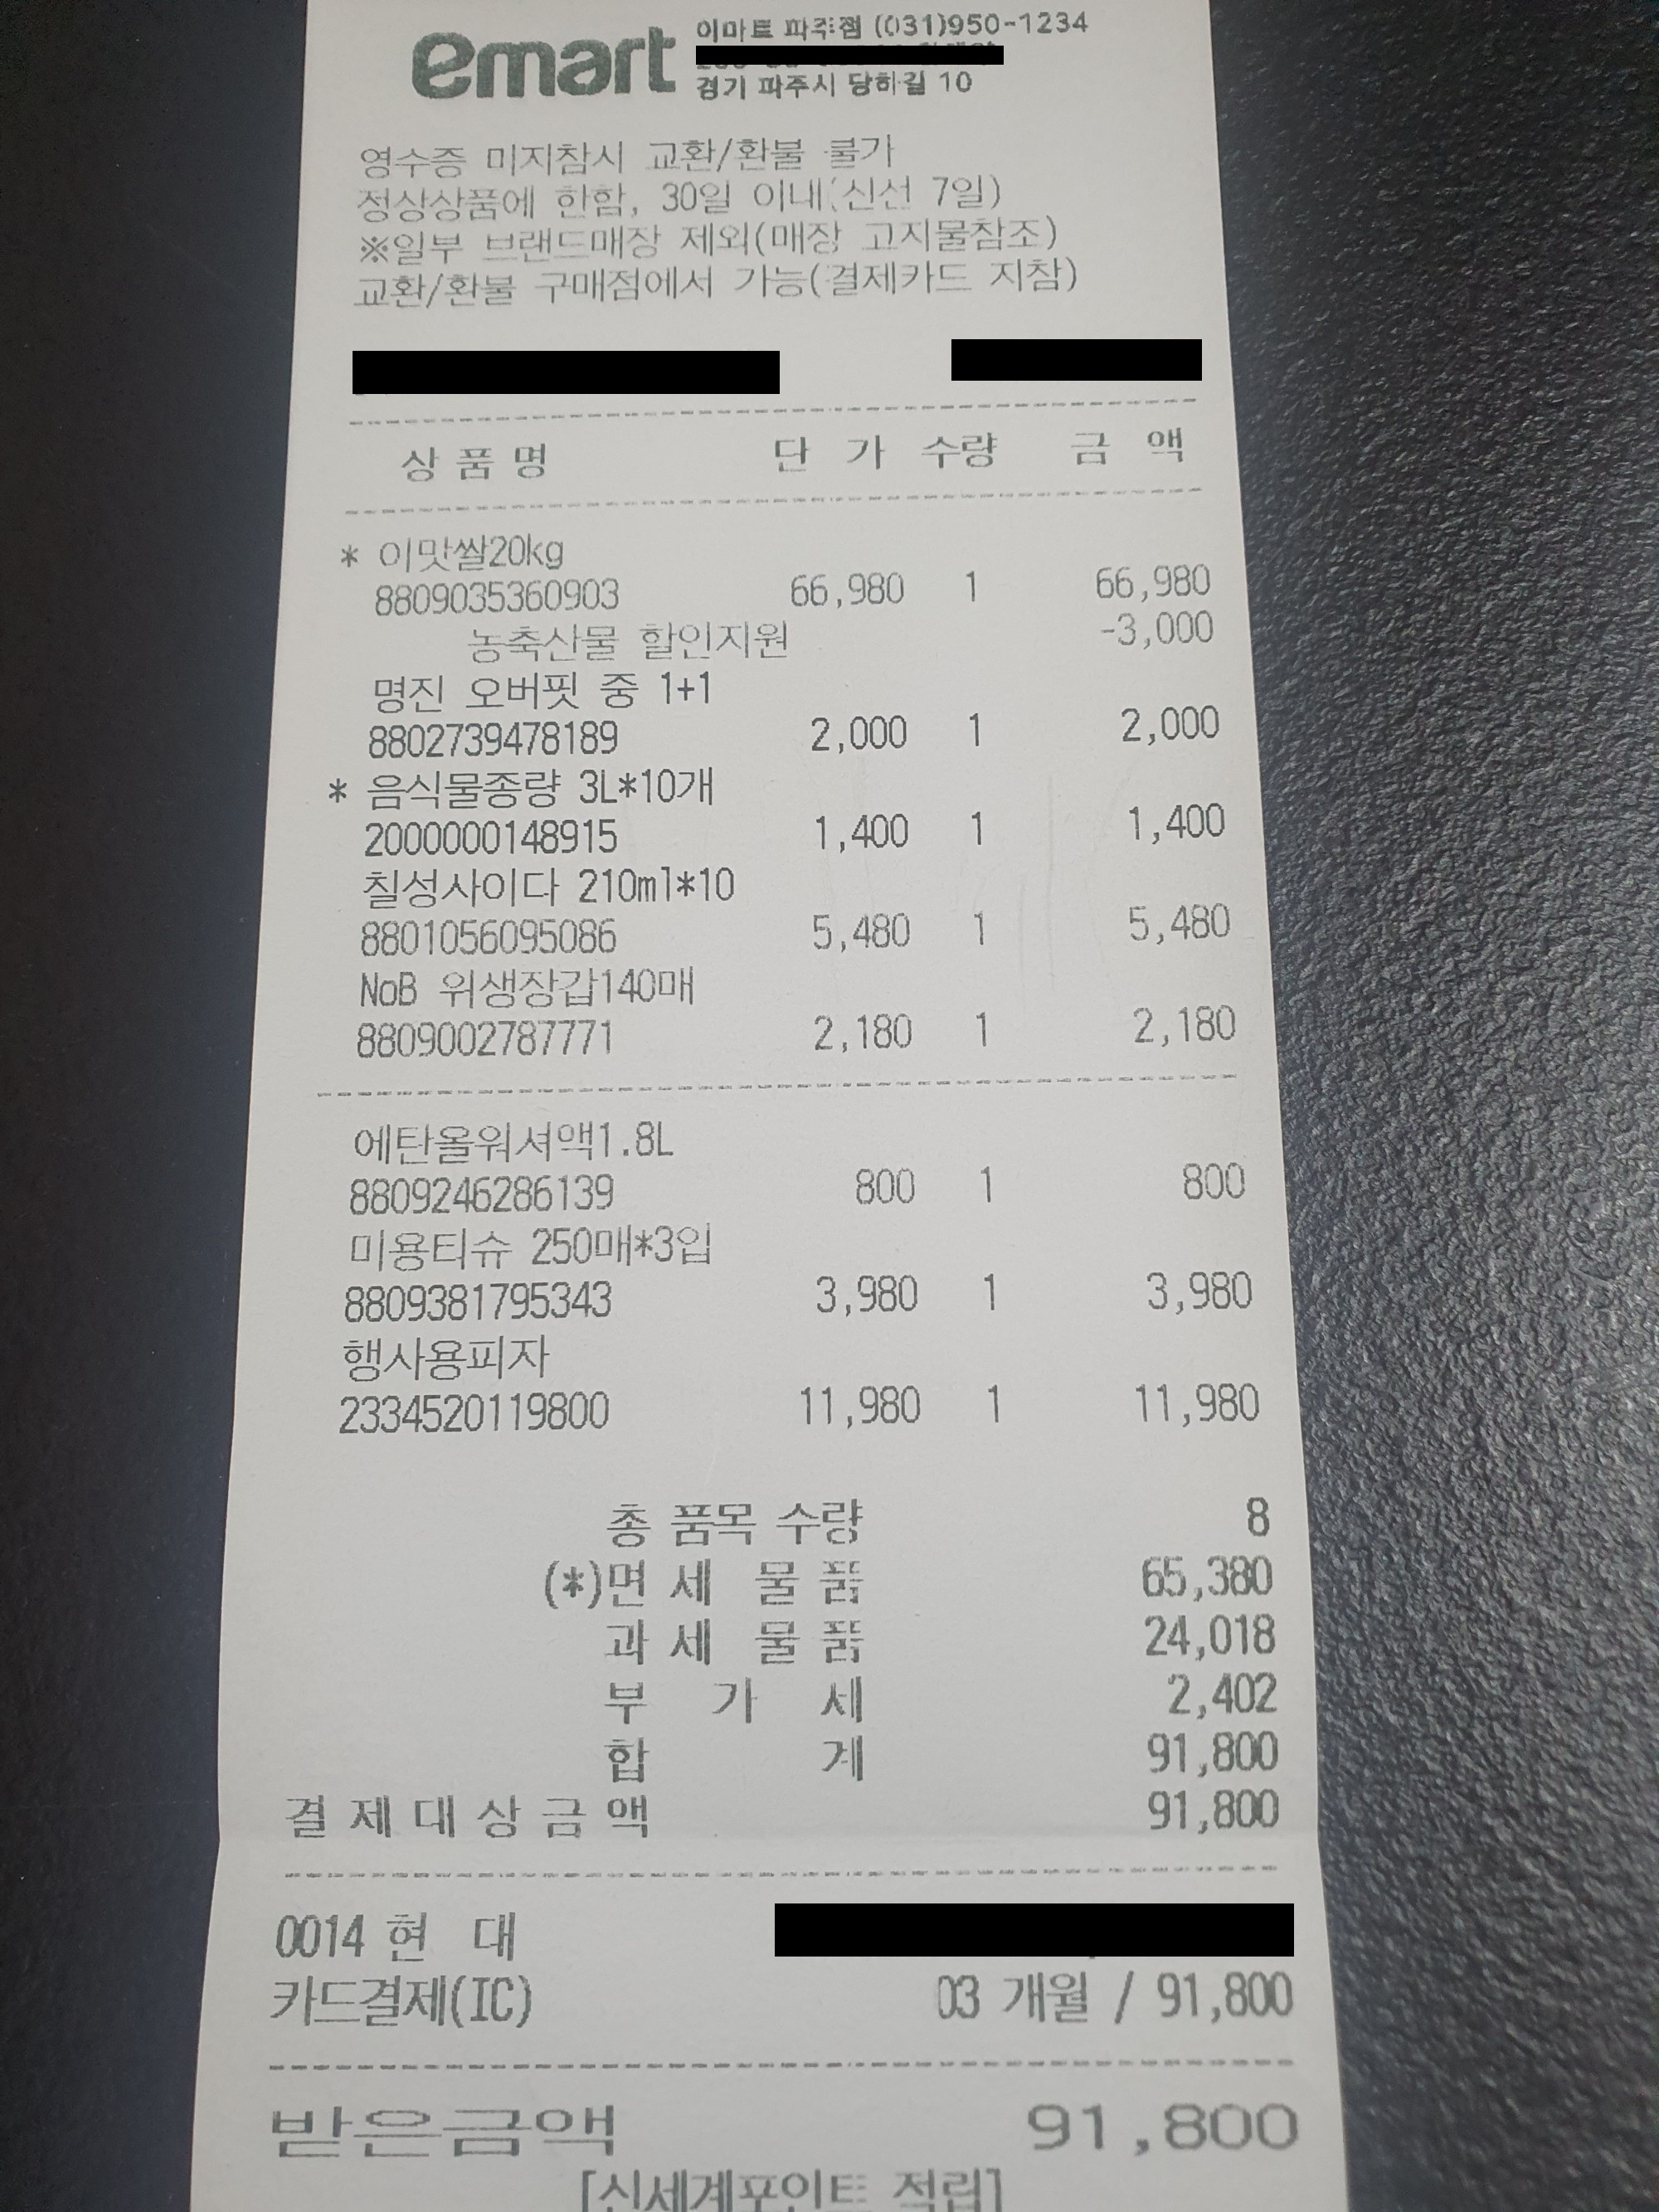 emart
이마트 파주점 (031)950-1234
경기 파주시 당하길 10
영수증 미지참시 교환/환불 불가
정상상품에 한함, 30일 이내(신선 7일)
※일부 브랜드매장 제외(매장 고지물참조)
교환/환불 구매점에서 가능(결제카드 지참)
상 품 명 단 가 수량 금 액
* 이맛쌀20kg
8809035360903 66,980 1 66,980
농축산물 할인지원 -3,000
명진 오버핏 중 1+1
8802739478189 2,000 1 2,000
* 음식물종량 3L*10개
2000000148915 1,400 1 1,400
칠성사이다 210ml*10
8801056095086 5,480 1 5,480
NoB 위생장갑140매
8809002787771 2,180 1 2,180
에탄올워셔액1.8L
8809246286139 800 1 800
미용티슈 250매*3입
8809381795343 3,980 1 3,980
행사용피자
2334520119800 11,980 1 11,980
총 품목 수량 8
(*)면 세 물 품 65,380
과 세 물 품 24,018
부 가 세 2,402
합 계 91,800
결 제 대 상 금 액 91,800
0014 현 대
카드결제(IC) 03 개월 / 91,800
받은금액 91,800
[신세계포인트 적립]